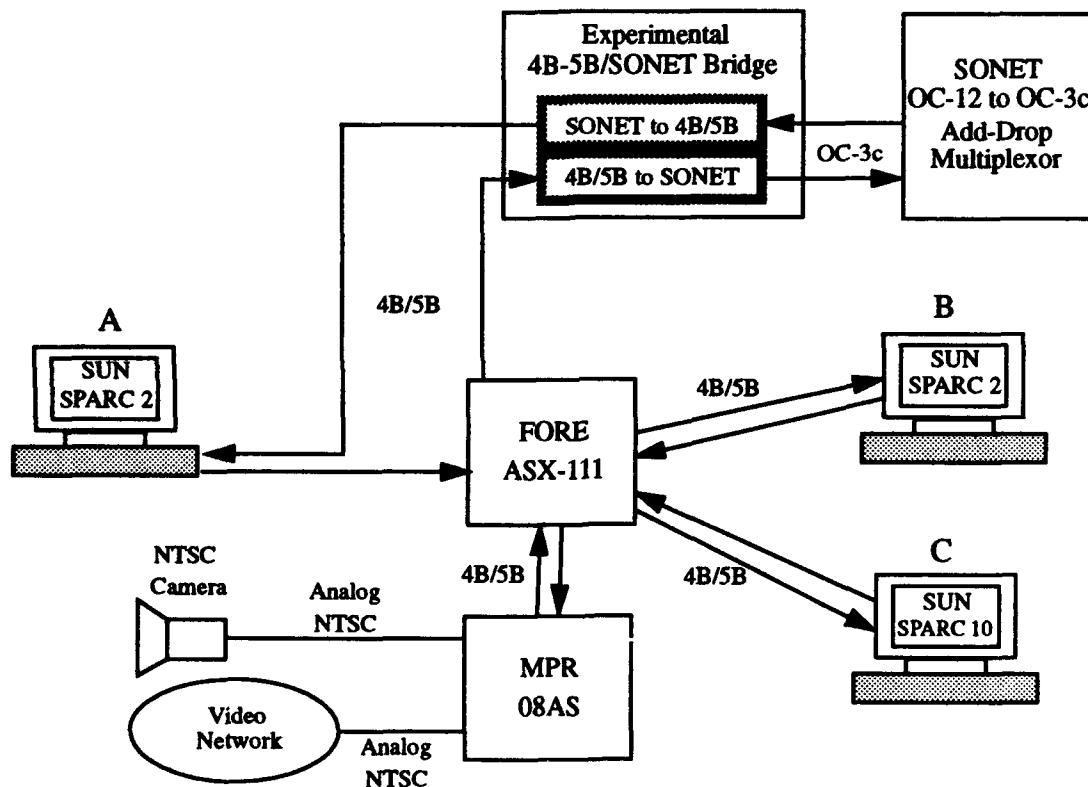 Experimental
4B-5B/SONET Bridge
SONET to 4B/5B
4B/5B to SONET
OC-3c
SONET
OC-12 to OC-3c
Add-Drop
Multiplexor
4B/5B
A
SUN
SPARC 2
B
SUN
SPARC 2
4B/5B
FORE
ASX-111
NTSC
Camera
Analog
NTSC
4B/5B
4B/5B
C
SUN
SPARC 10
MPR
08AS
Video
Network
Analog
NTSC